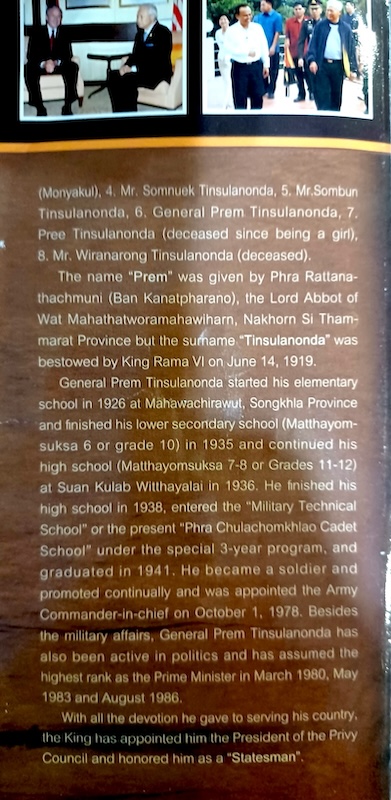 (Monyakul), 4. Mr. Somnuek Tinsulanonda, 5. Mr.Sombun
Tinsulanonda, 6. General Prem Tinsulanonda, 7.
Pree Tinsulanonda (deceased since being a girl),
8. Mr. Wiranarong Tinsulanonda (deceased).
The name “Prem” was given by Phra Rattana-
thachmuni (Ban Kanatpharano), the Lord Abbot of
Wat Mahathatworamahawiharn, Nakhorn Si Tham-
marat Province but the surname “Tinsulanonda” was
bestowed by King Rama VI on June 14, 1919.
General Prem Tinsulanonda started his elementary
school in 1926 at Mahawachirawut, Songkhla Province
and finished his lower secondary school (Matthayom-
suksa 6 or grade 10) in 1935 and continued his
high school (Matthayomsuksa 7-8 or Grades 11-12)
at Suan Kulab Witthayalai in 1936. He finished his
high school in 1938, entered the “Military Technical
School” or the present “Phra Chulachomkhlao Cadet
School” under the special 3-year program, and
graduated in 1941. He became a soldier and
promoted continually and was appointed the Army
Commander-in-chief on October 1, 1978. Besides
the military affairs, General Prem Tinsulanonda has
also been active in politics and has assumed the
highest rank as the Prime Minister in March 1980, May
1983 and August 1986.
With all the devotion he gave to serving his country,
the King has appointed him the President of the Privy
Council and honored him as a “Statesman”.